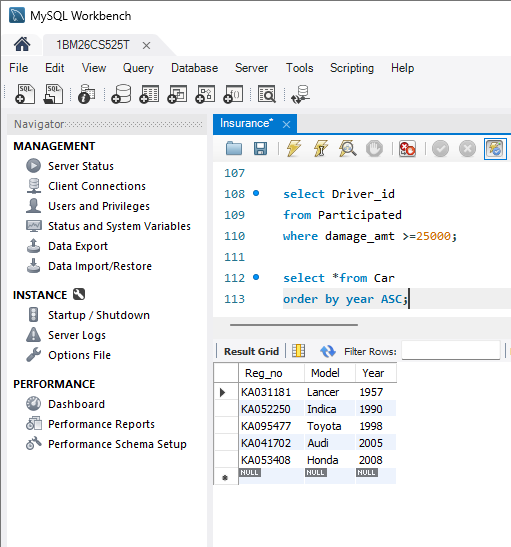 MySQL Workbench
1BM26CS525T ×
File Edit View Query Database Server Tools Scripting Help
Navigator
MANAGEMENT
Server Status
Client Connections
Users and Privileges
Status and System Variables
Data Export
Data Import/Restore
INSTANCE
Startup / Shutdown
Server Logs
Options File
PERFORMANCE
Dashboard
Performance Reports
Performance Schema Setup
Insurance* ×
107
108 select Driver_id
109 from Participated
110 where damage_amt >=25000;
111
112 select *from Car
113 order by year ASC;
Result Grid Filter Rows:
Reg_no Model Year
KA031181 Lancer 1957
KA052250 Indica 1990
KA095477 Toyota 1998
KA041702 Audi 2005
KA053408 Honda 2008
NULL NULL NULL